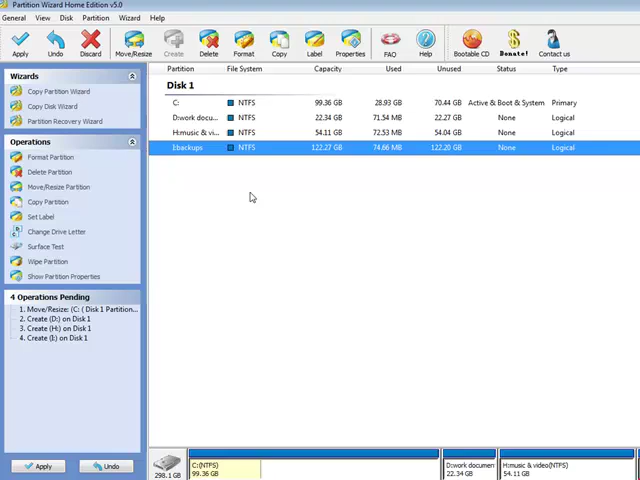 Partition Wizard Home Edition v5.0
General View Disk Partition Wizard Help
Apply Undo Discard Move/Resize Create Delete Format Copy Label Properties FAQ Help Bootable CD Donate! Contact us
Wizards
Copy Partition Wizard
Copy Disk Wizard
Partition Recovery Wizard
Operations
Format Partition
Delete Partition
Move/Resize Partition
Copy Partition
Set Label
Change Drive Letter
Surface Test
Wipe Partition
Show Partition Properties
4 Operations Pending
1. Move/Resize: (C: ( Disk 1 Partition...
2. Create (D:) on Disk 1
3. Create (H:) on Disk 1
4. Create (I:) on Disk 1
Apply Undo
Partition File System Capacity Used Unused Status Type
Disk 1
C: NTFS 99.36 GB 28.93 GB 70.44 GB Active & Boot & System Primary
D:work docu... NTFS 22.34 GB 71.54 MB 22.27 GB None Logical
H:music & vi... NTFS 54.11 GB 72.53 MB 54.04 GB None Logical
I:backups NTFS 122.27 GB 74.66 MB 122.20 GB None Logical
298.1 GB
C:(NTFS)
99.36 GB
D:work documen
22.34 GB
H:music & video(NTFS)
54.11 GB